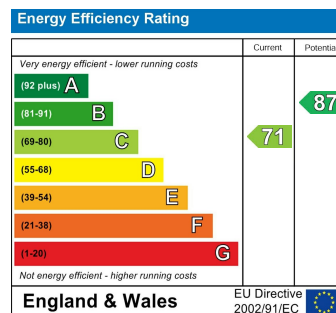 Energy Efficiency Rating
Current
Potential
Very energy efficient - lower running costs
(92 plus) A
(81-91) B
87
(69-80) C
71
(55-68) D
(39-54) E
(21-38) F
(1-20) G
Not energy efficient - higher running costs
England & Wales
EU Directive
2002/91/EC